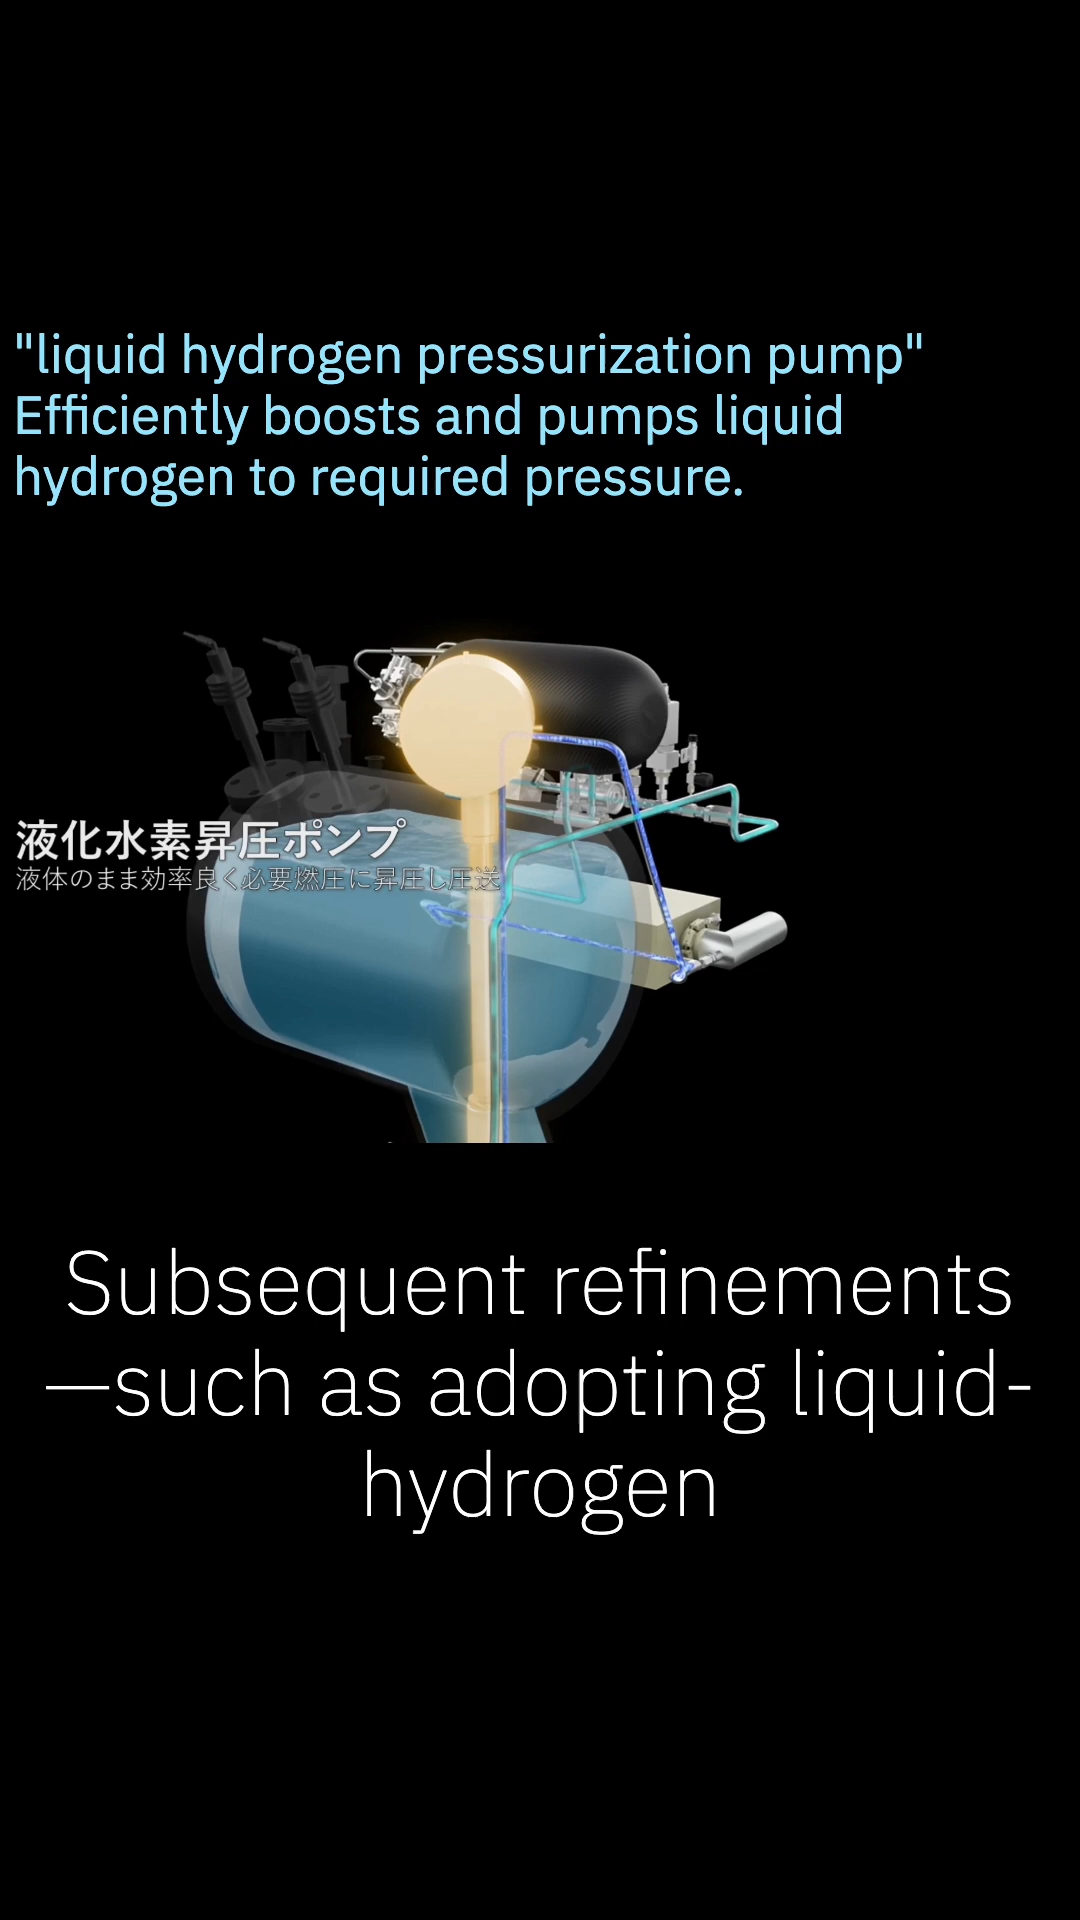 "liquid hydrogen pressurization pump"
Efficiently boosts and pumps liquid
hydrogen to required pressure.
液化水素昇圧ポンプ
液体のまま効率良く必要燃圧に昇圧し圧送
Subsequent refinements
—such as adopting liquid-
hydrogen